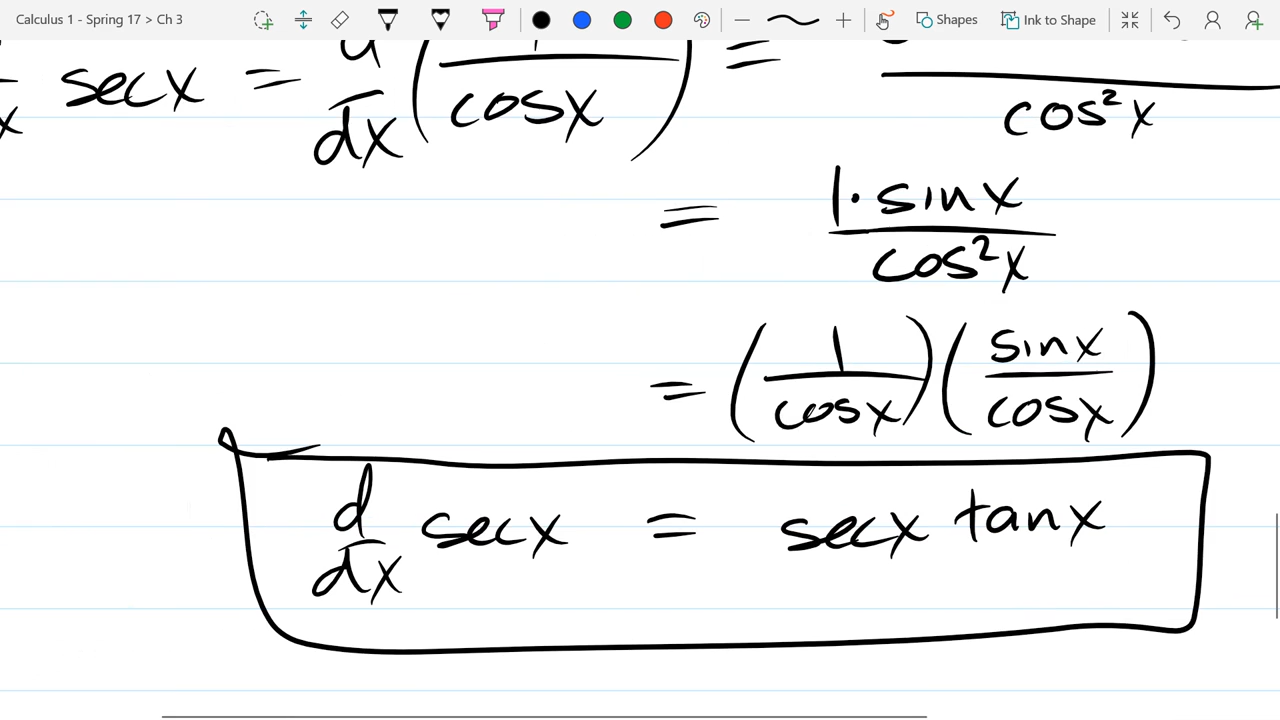 Calculus 1 - Spring 17 > Ch 3 Shapes Ink to Shape
x sec x = d/dx (1/cos x) = /cos²x
= 1 · sin x/cos²x
= (1/cos x)(sin x/cos x)
d/dx sec x = sec x tan x